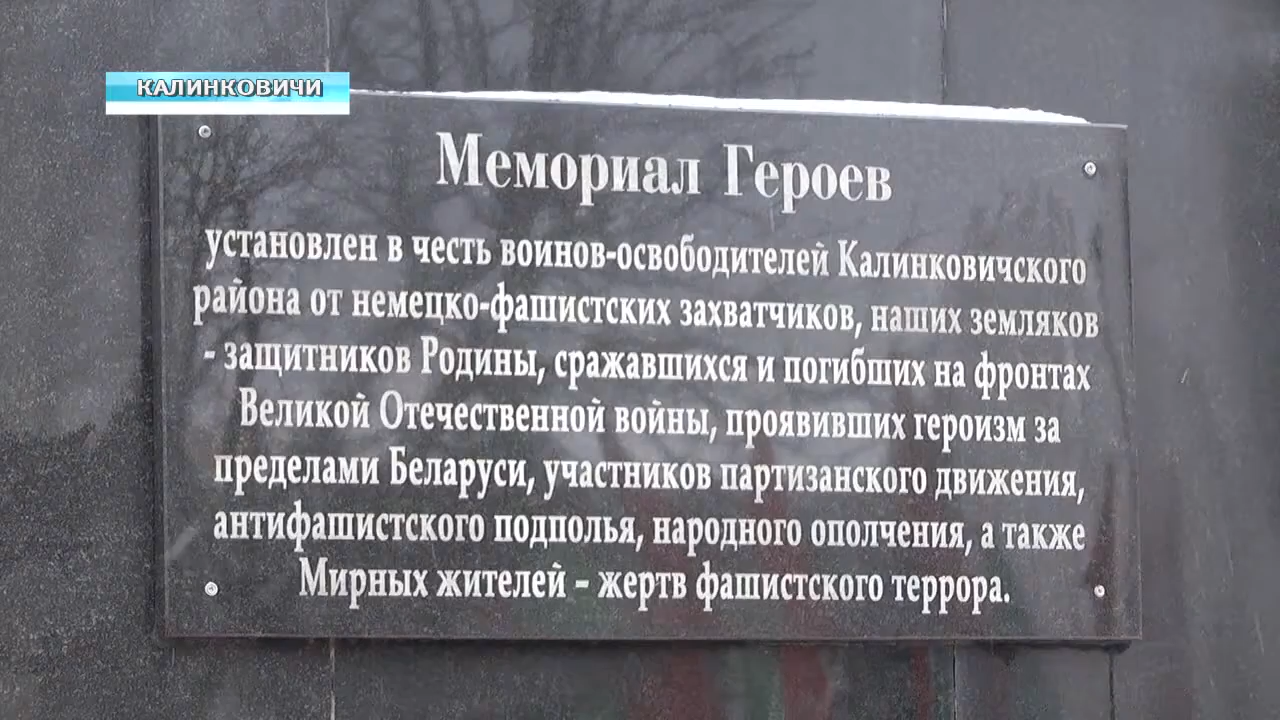 КАЛИНКОВИЧИ
Мемориал Героев
установлен в честь воинов-освободителей Калинковичского
района от немецко-фашистских захватчиков, наших земляков
- защитников Родины, сражавшихся и погибших на фронтах
Великой Отечественной войны, проявивших героизм за
пределами Беларуси, участников партизанского движения,
антифашистского подполья, народного ополчения, а также
Мирных жителей – жертв фашистского террора.